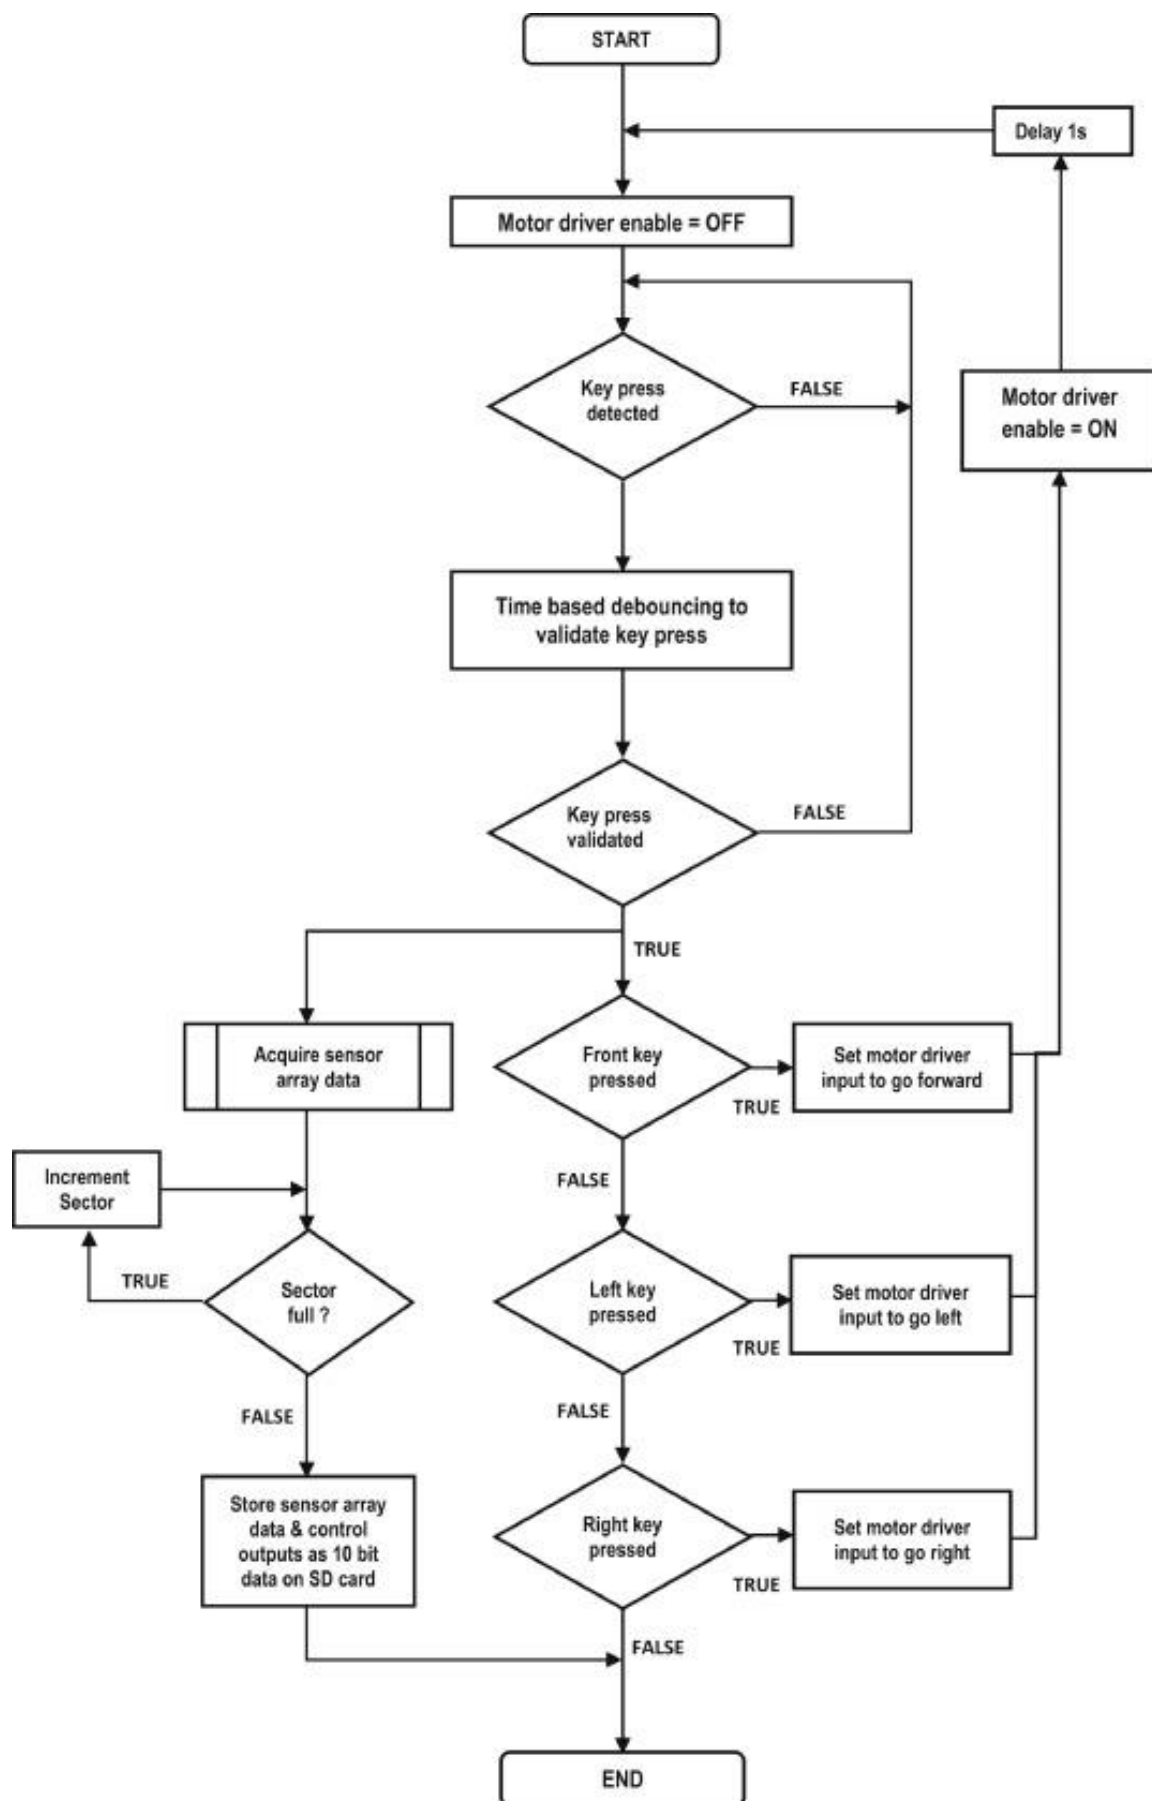 START
Delay 1s
Motor driver enable = OFF
Key press
detected
FALSE
Motor driver
enable = ON
Time based debouncing to
validate key press
Key press
validated
FALSE
TRUE
Acquire sensor
array data
Front key
pressed
TRUE
Set motor driver
input to go forward
FALSE
Increment
Sector
TRUE
Sector
full ?
Left key
pressed
TRUE
Set motor driver
input to go left
FALSE
FALSE
Store sensor array
data & control
outputs as 10 bit
data on SD card
Right key
pressed
TRUE
Set motor driver
input to go right
FALSE
END